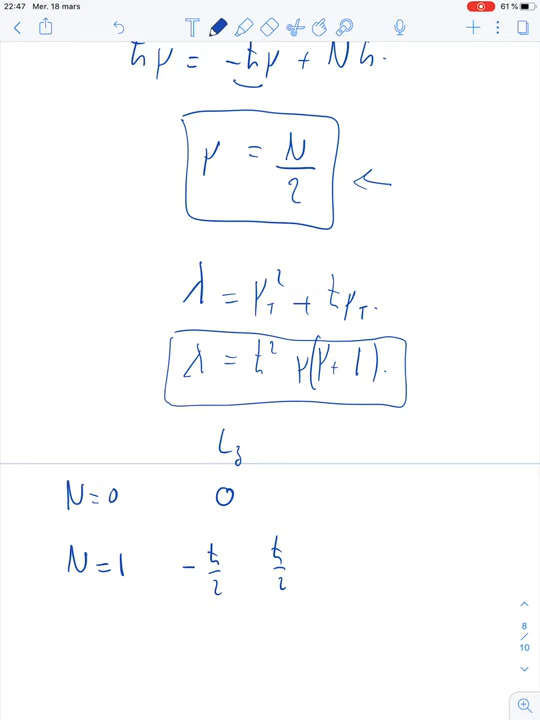 22:47 Mer. 18 mars 61 %
ħμ = -ħμ + Nħ.
μ = N/2 ←
λ = μ_T² + ħμ_T.
λ = ħ² μ(μ + 1).
L_z
N=0 0
N=1 -ħ/2 ħ/2
8
/
10